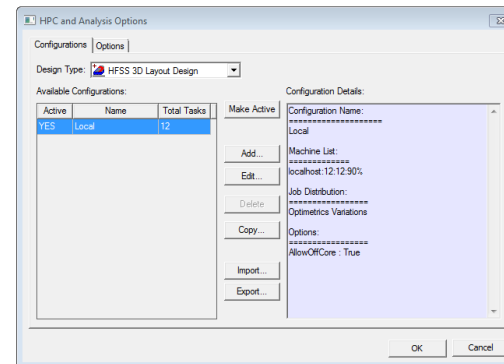 HPC and Analysis Options
Configurations Options
Design Type: HFSS 3D Layout Design
Available Configurations:
Active Name Total Tasks
YES Local 12
Make Active
Add...
Edit...
Delete
Copy...
Import...
Export...
Configuration Details:
Configuration Name:
====================
Local
Machine List:
=============
localhost:12:12:90%
Job Distribution:
=================
Optimetrics Variations
Options:
=================
AllowOffCore : True
OK Cancel